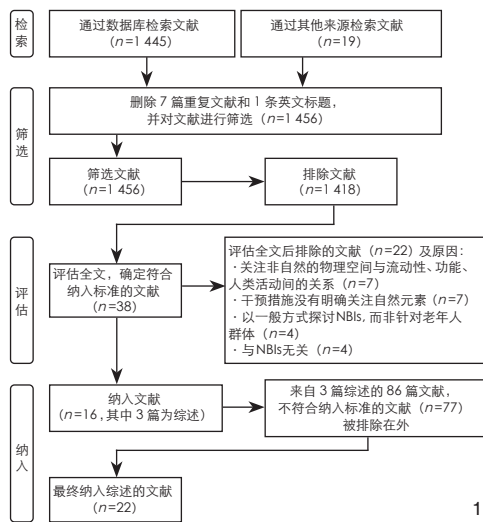 检索
通过数据库检索文献
(n=1 445)
通过其他来源检索文献
(n=19)
筛选
删除 7 篇重复文献和 1 条英文标题，
并对文献进行筛选（n=1 456）
筛选文献
(n=1 456)
排除文献
(n=1 418)
评估
评估全文，确定符合
纳入标准的文献
(n=38)
评估全文后排除的文献（n=22）及原因：
·关注非自然的物理空间与流动性、功能、
人类活动间的关系（n=7）
·干预措施没有明确关注自然元素（n=7）
·以一般方式探讨NBIs，而非针对老年人
群体（n=4）
·与NBIs无关（n=4）
纳入
纳入文献
（n=16，其中 3 篇为综述）
来自 3 篇综述的 86 篇文献，
不符合纳入标准的文献（n=77）
被排除在外
最终纳入综述的文献
(n=22)
1